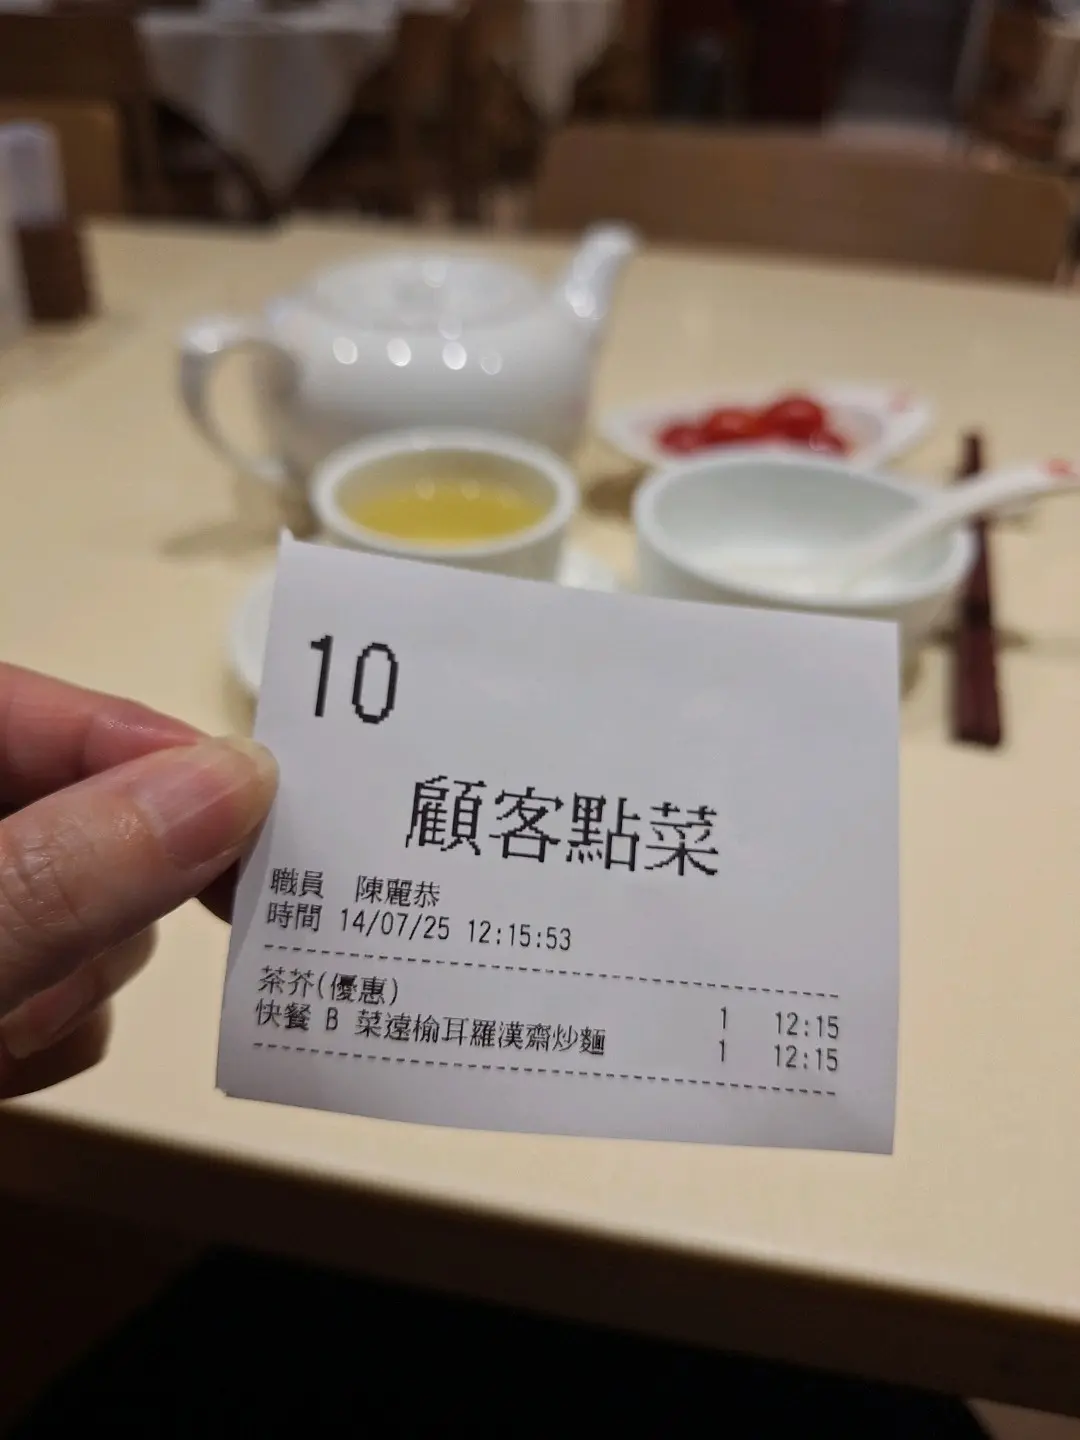 10
顧客點菜
職員 陳麗恭
時間 14/07/25 12:15:53
茶芥(優惠) 1 12:15
快餐 B 菜遠榆耳羅漢齋炒麵 1 12:15